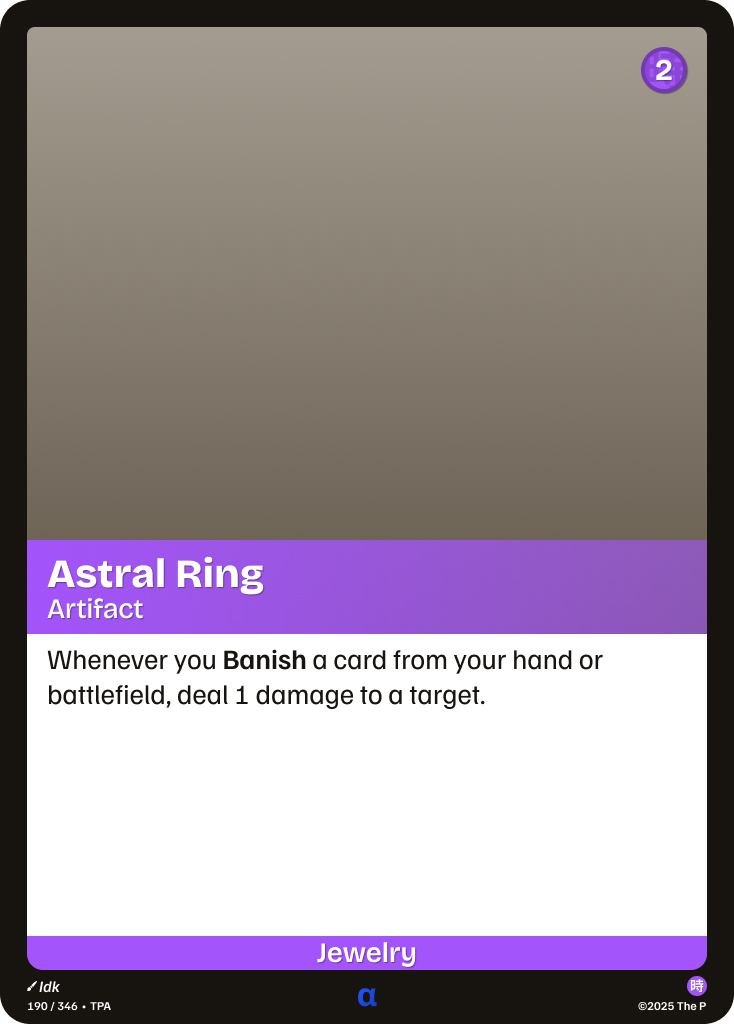 2
Astral Ring
Artifact
Whenever you Banish a card from your hand or
battlefield, deal 1 damage to a target.
Jewelry
Idk
190 / 346 • TPA
α
時
©2025 The P